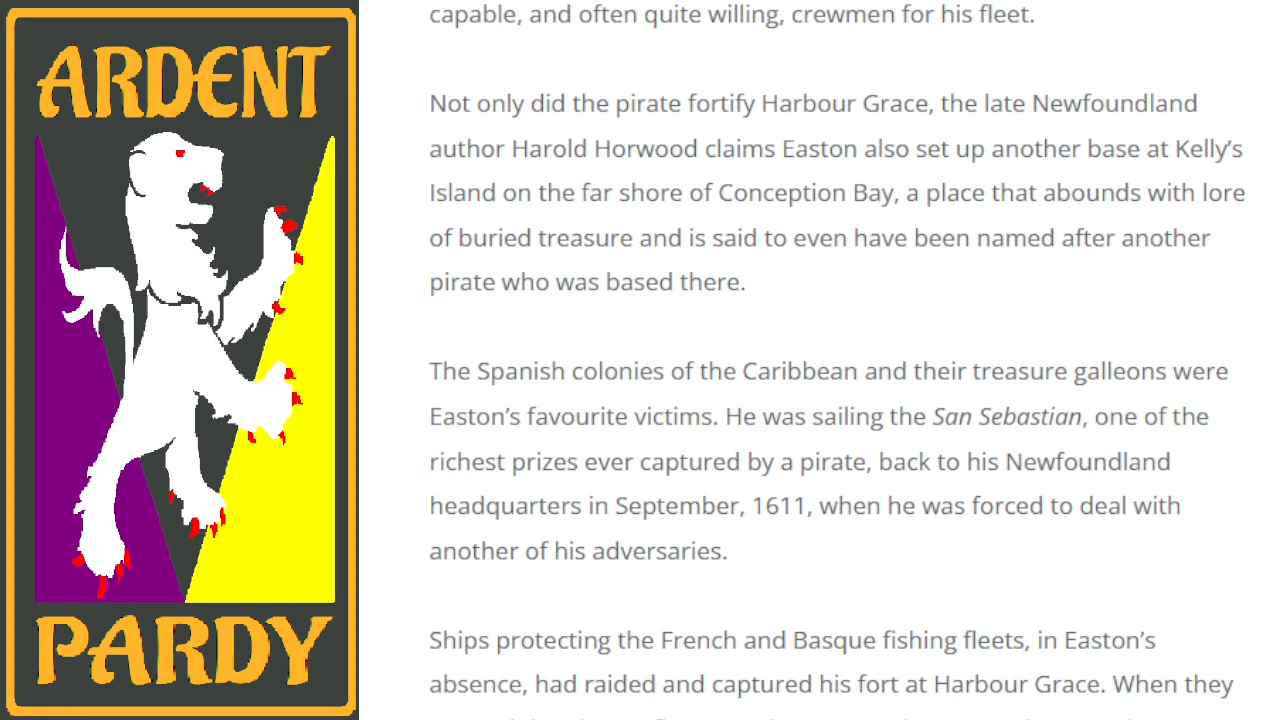 ARDENT
PARDY
capable, and often quite willing, crewmen for his fleet.
Not only did the pirate fortify Harbour Grace, the late Newfoundland
author Harold Horwood claims Easton also set up another base at Kelly’s
Island on the far shore of Conception Bay, a place that abounds with lore
of buried treasure and is said to even have been named after another
pirate who was based there.
The Spanish colonies of the Caribbean and their treasure galleons were
Easton’s favourite victims. He was sailing the San Sebastian, one of the
richest prizes ever captured by a pirate, back to his Newfoundland
headquarters in September, 1611, when he was forced to deal with
another of his adversaries.
Ships protecting the French and Basque fishing fleets, in Easton’s
absence, had raided and captured his fort at Harbour Grace. When they